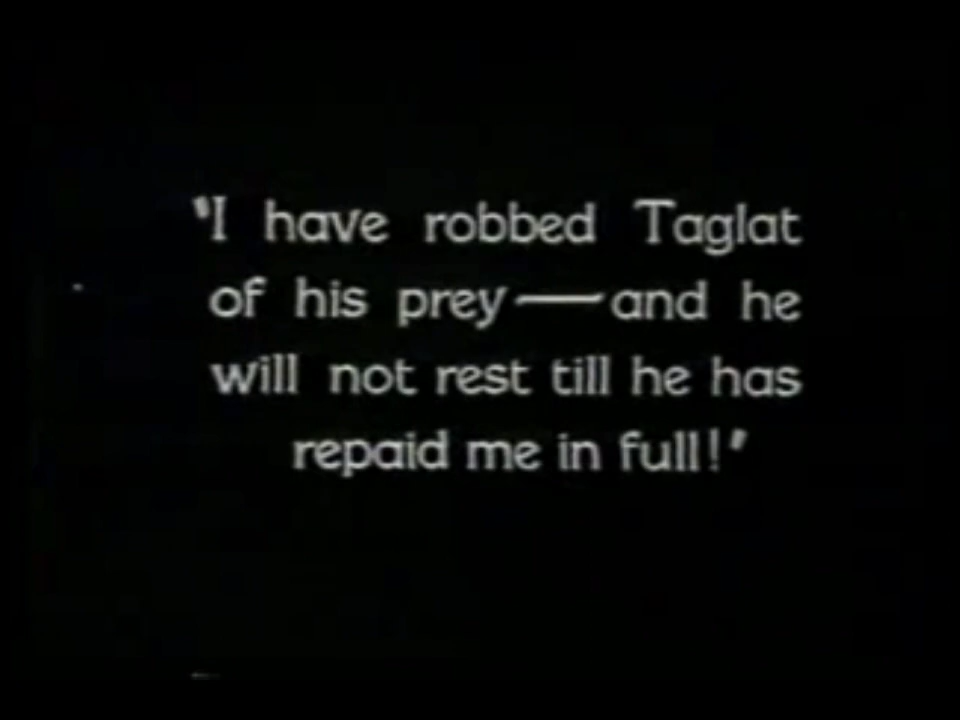 "I have robbed Taglat
of his prey—and he
will not rest till he has
repaid me in full!"